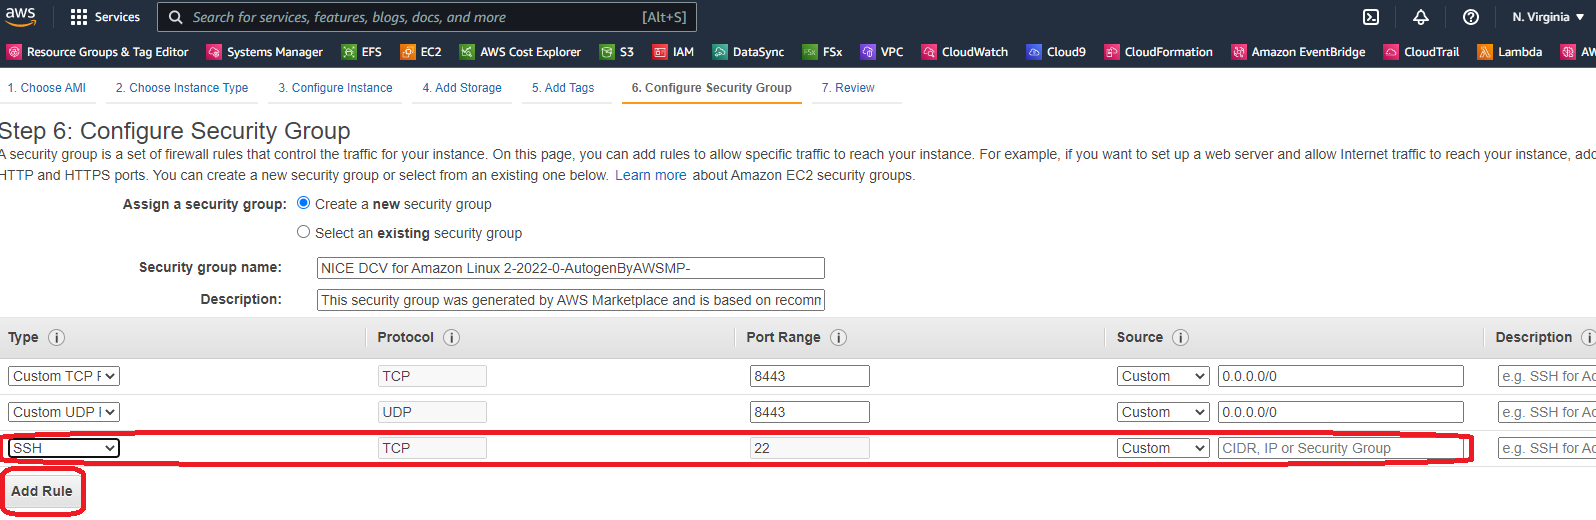 aws Services Search for services, features, blogs, docs, and more [Alt+S] N. Virginia
Resource Groups & Tag Editor Systems Manager EFS EC2 AWS Cost Explorer S3 IAM DataSync FSx FSx VPC CloudWatch Cloud9 CloudFormation Amazon EventBridge CloudTrail Lambda AW
1. Choose AMI 2. Choose Instance Type 3. Configure Instance 4. Add Storage 5. Add Tags 6. Configure Security Group 7. Review
Step 6: Configure Security Group
A security group is a set of firewall rules that control the traffic for your instance. On this page, you can add rules to allow specific traffic to reach your instance. For example, if you want to set up a web server and allow Internet traffic to reach your instance, add
HTTP and HTTPS ports. You can create a new security group or select from an existing one below. Learn more about Amazon EC2 security groups.
Assign a security group: Create a new security group
Select an existing security group
Security group name: NICE DCV for Amazon Linux 2-2022-0-AutogenByAWSMP-
Description: This security group was generated by AWS Marketplace and is based on recomm
Type i Protocol i Port Range i Source i Description i
Custom TCP F TCP 8443 Custom 0.0.0.0/0 e.g. SSH for Ad
Custom UDP I UDP 8443 Custom 0.0.0.0/0 e.g. SSH for Ad
SSH TCP 22 Custom CIDR, IP or Security Group e.g. SSH for Ad
Add Rule